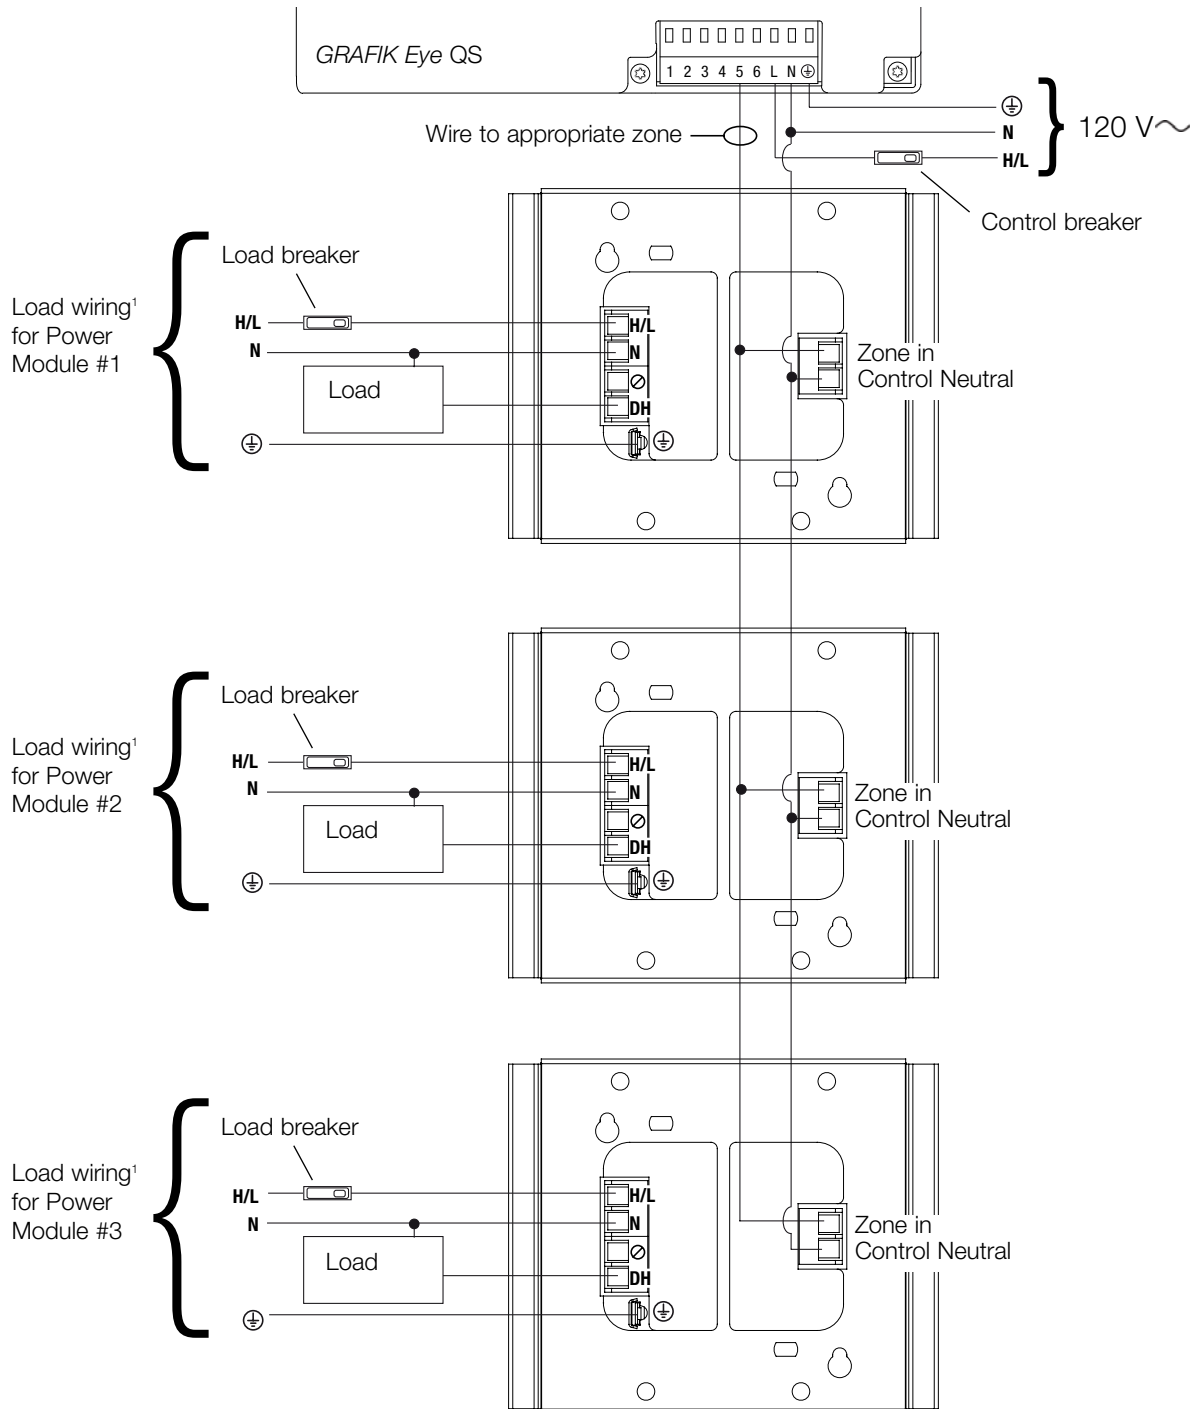 GRAFIK Eye QS
1 2 3 4 5 6 L N
Wire to appropriate zone
N
H/L
120 V~
Control breaker
Load wiring¹
for Power
Module #1
Load breaker
H/L
N
Load
H/L
N
DH
Zone in
Control Neutral
Load wiring¹
for Power
Module #2
Load breaker
H/L
N
Load
H/L
N
DH
Zone in
Control Neutral
Load wiring¹
for Power
Module #3
Load breaker
H/L
N
Load
H/L
N
DH
Zone in
Control Neutral